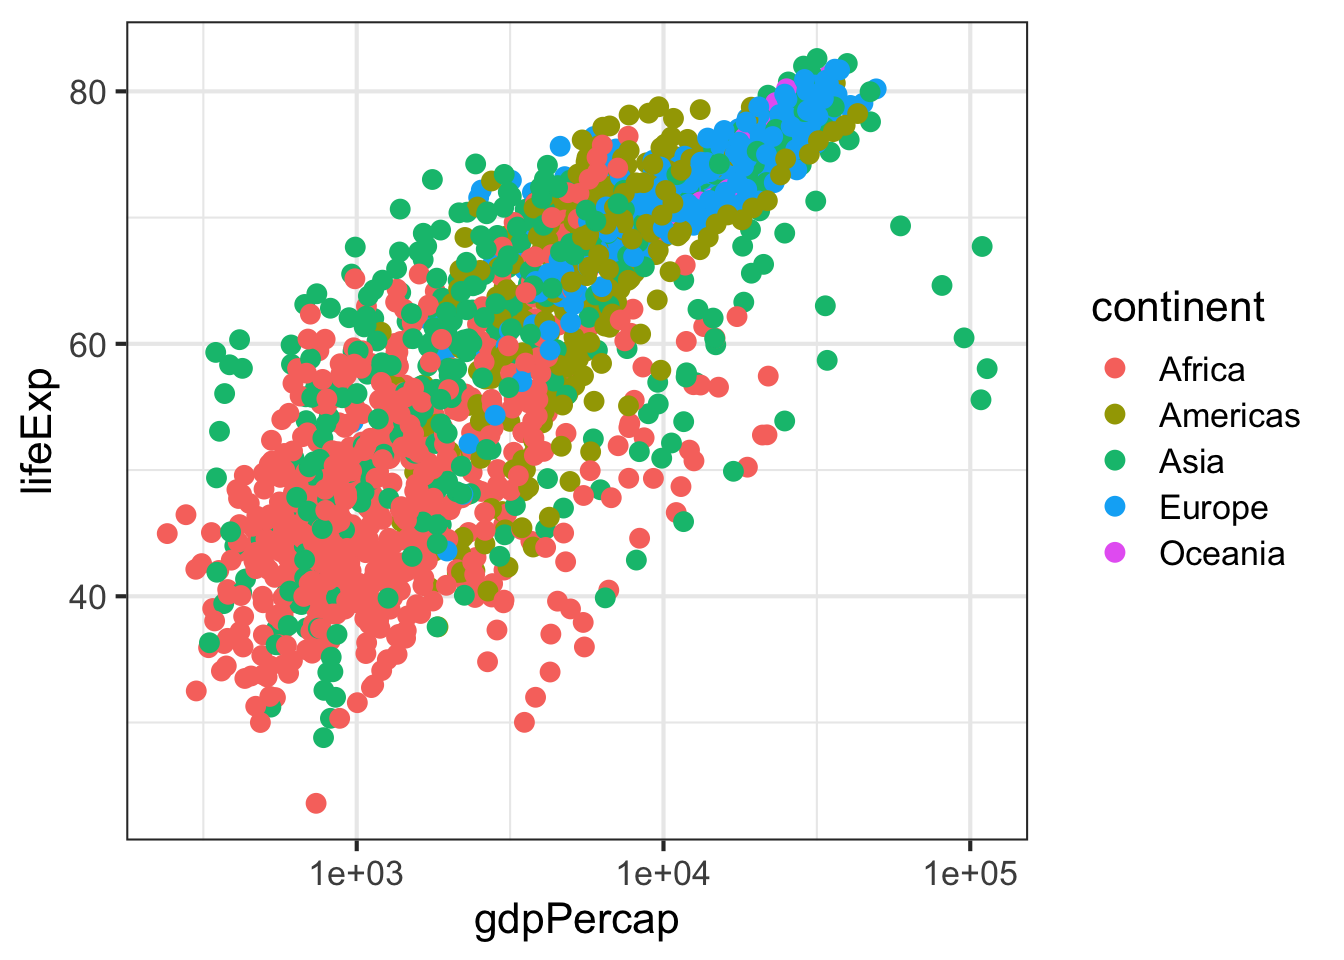 80
60
40
lifeExp
1e+03
1e+04
1e+05
gdpPercap
continent
Africa
Americas
Asia
Europe
Oceania